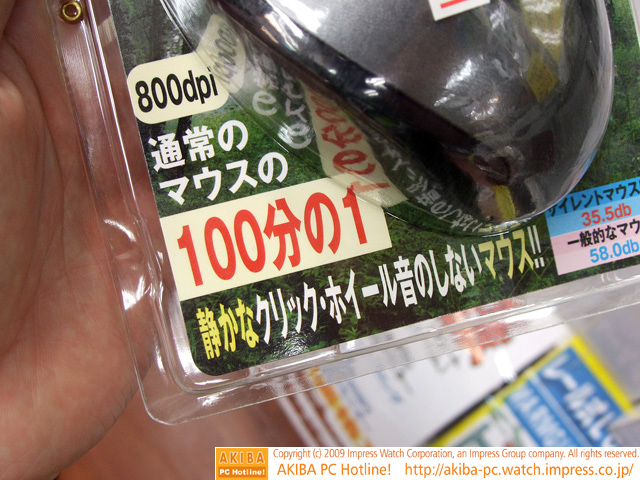 800dpi
通常の
マウスの
100分の1
静かなクリック・ホイール音のしないマウス!!
サイレントマウス
35.5db
一般的なマウ
58.0db
AKIBA
PC Hotline!
Copyright (c) 2009 Impress Watch Corporation, an Impress Group company. All rights reserved.
AKIBA PC Hotline! http://akiba-pc.watch.impress.co.jp/